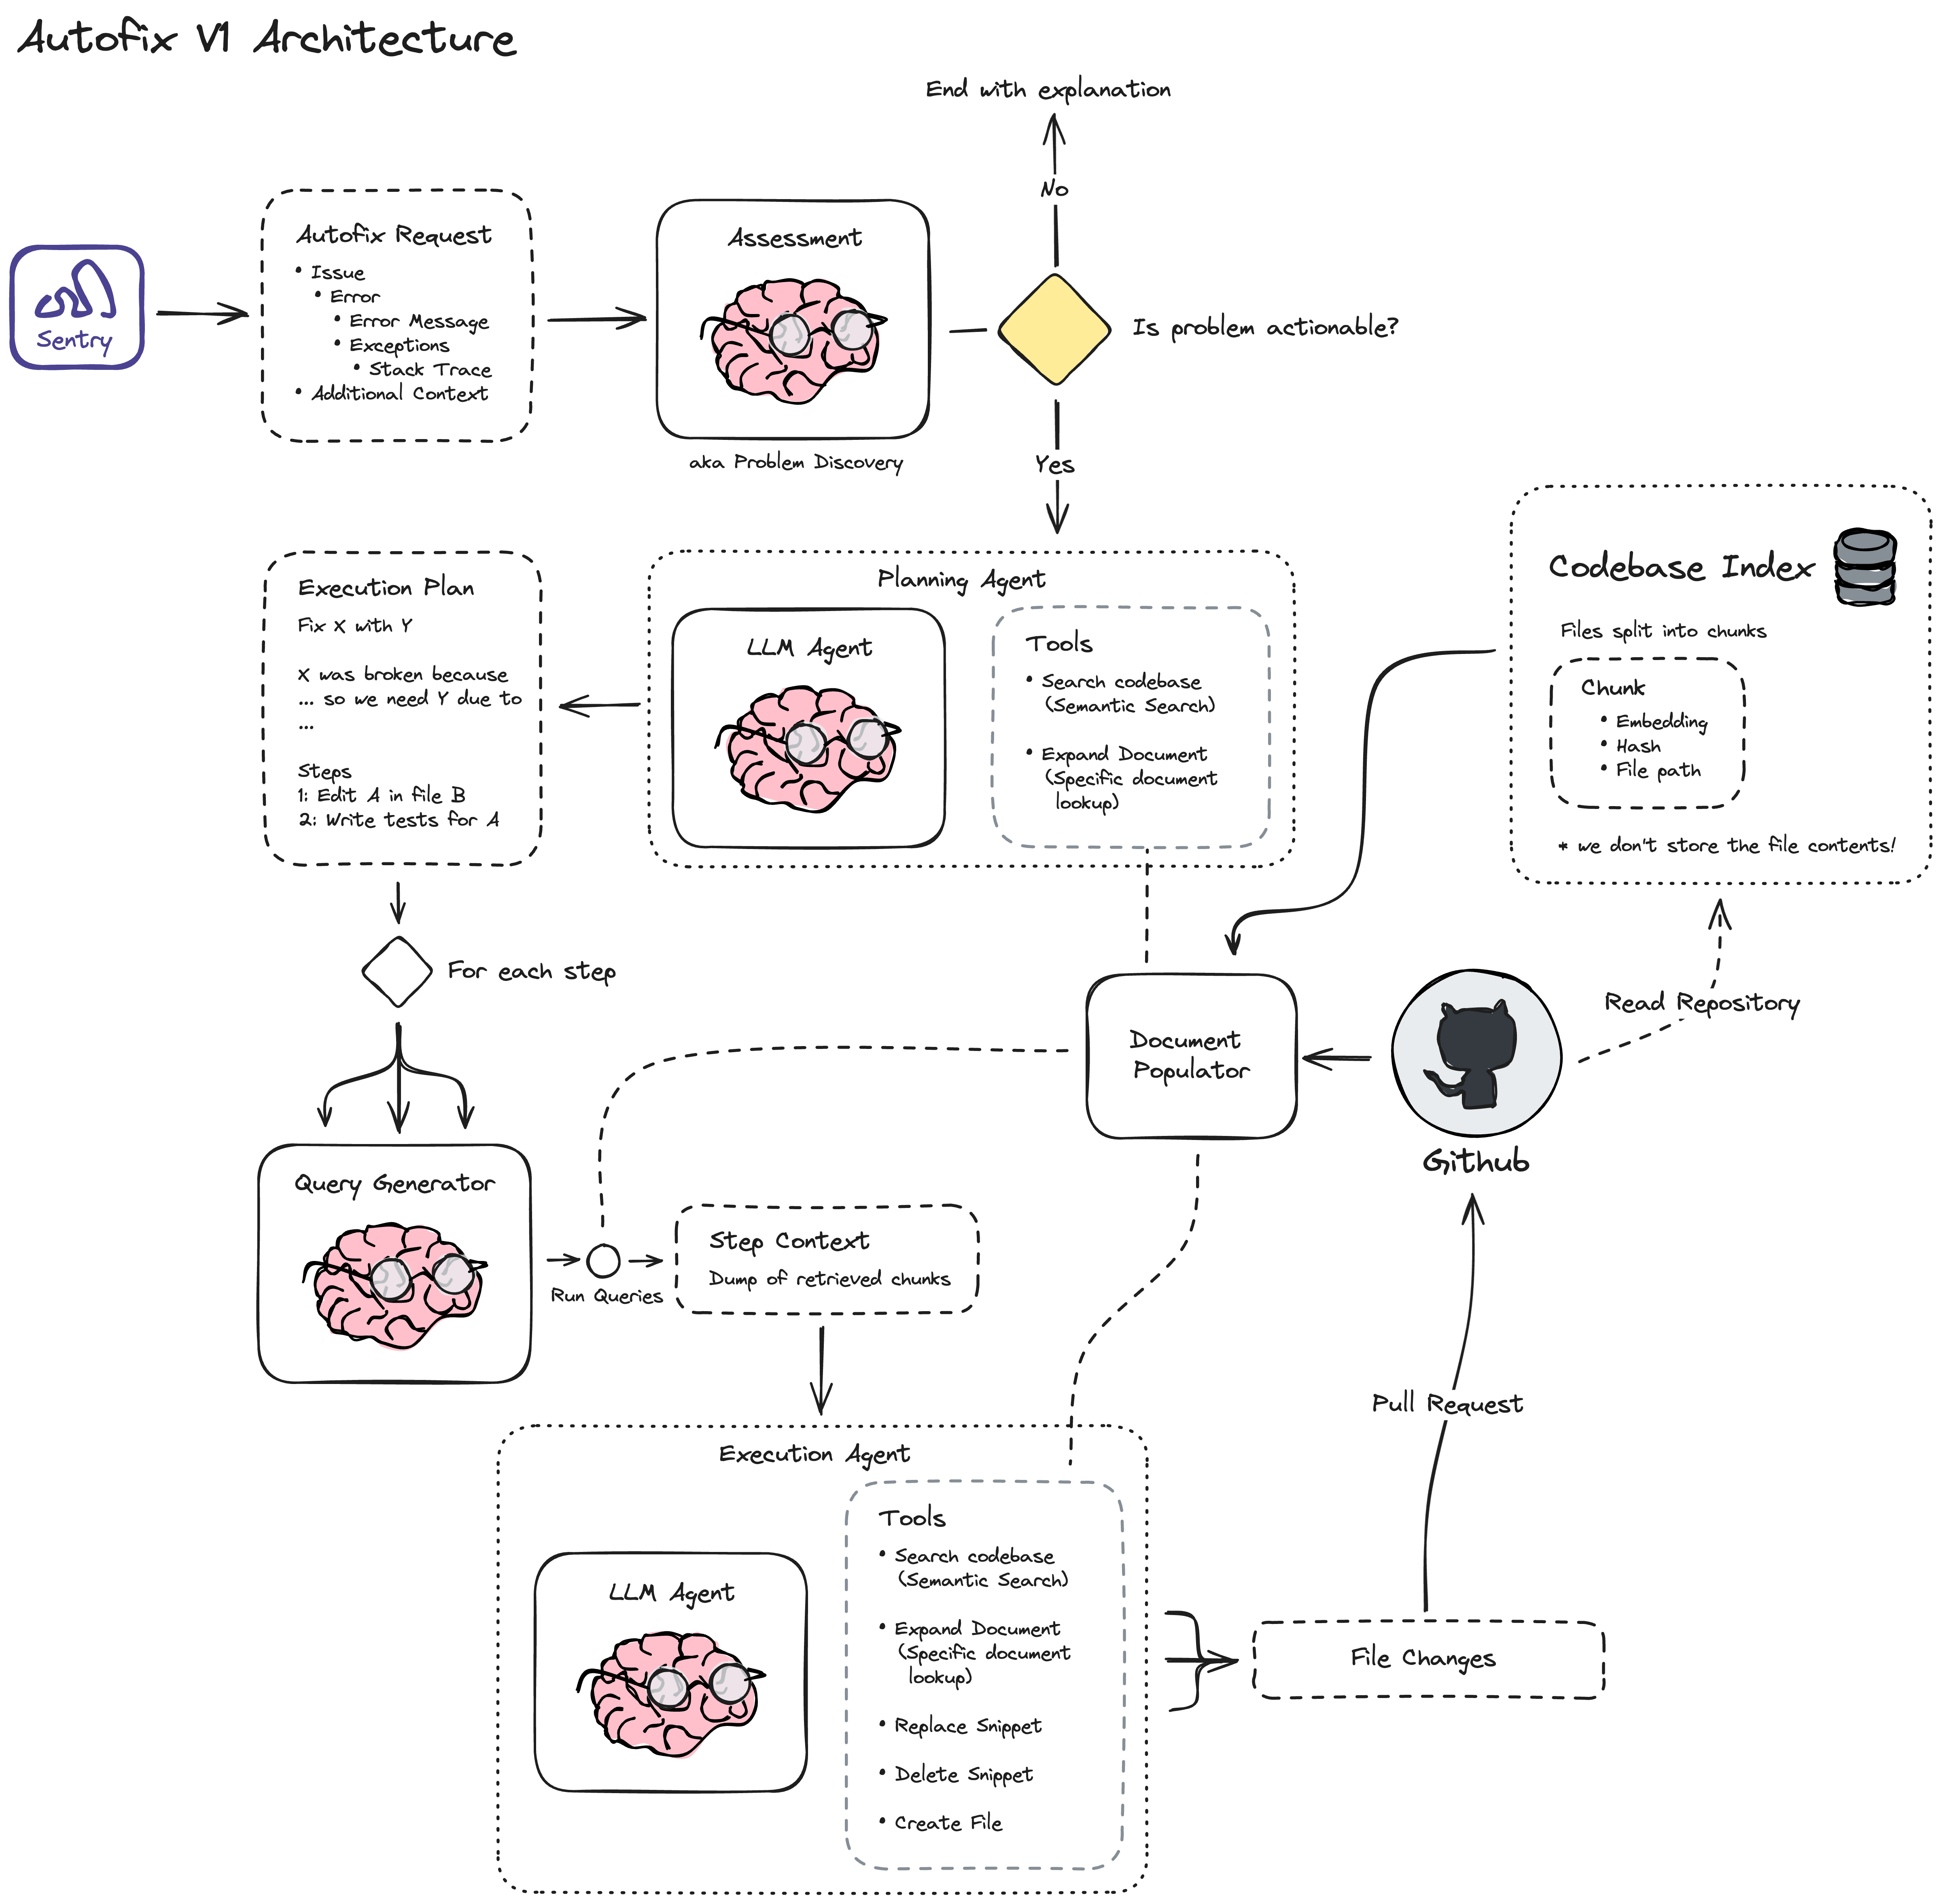 Autofix V1 Architecture
End with explanation
No
Sentry
Autofix Request
• Issue
• Error
• Error Message
• Exceptions
• Stack Trace
• Additional Context
Assessment
aka Problem Discovery
Is problem actionable?
Yes
Execution Plan
Fix X with Y
X was broken because
... so we need Y due to
...
Steps
1: Edit A in file B
2: Write tests for A
Planning Agent
LLM Agent
Tools
• Search codebase
(Semantic Search)
• Expand Document
(Specific document
lookup)
Codebase Index
Files split into chunks
Chunk
• Embedding
• Hash
• File path
* we don't store the file contents!
For each step
Document
Populator
Read Repository
Github
Query Generator
Run Queries
Step Context
Dump of retrieved chunks
Pull Request
Execution Agent
LLM Agent
Tools
• Search codebase
(Semantic Search)
• Expand Document
(Specific document
lookup)
• Replace Snippet
• Delete Snippet
• Create File
File Changes